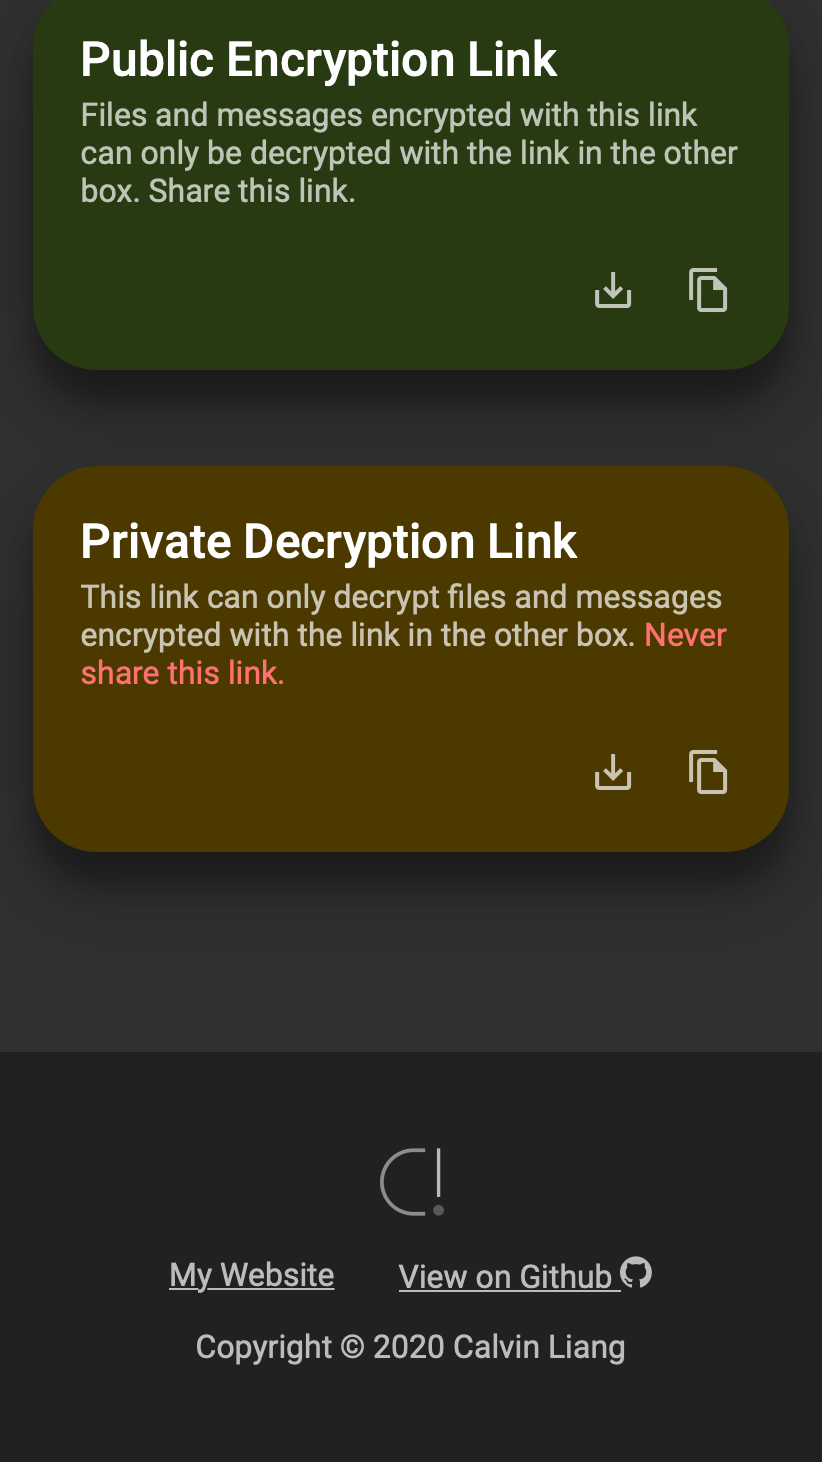 Public Encryption Link
Files and messages encrypted with this link
can only be decrypted with the link in the other
box. Share this link.
Private Decryption Link
This link can only decrypt files and messages
encrypted with the link in the other box. Never
share this link.
C!
My Website View on Github
Copyright © 2020 Calvin Liang